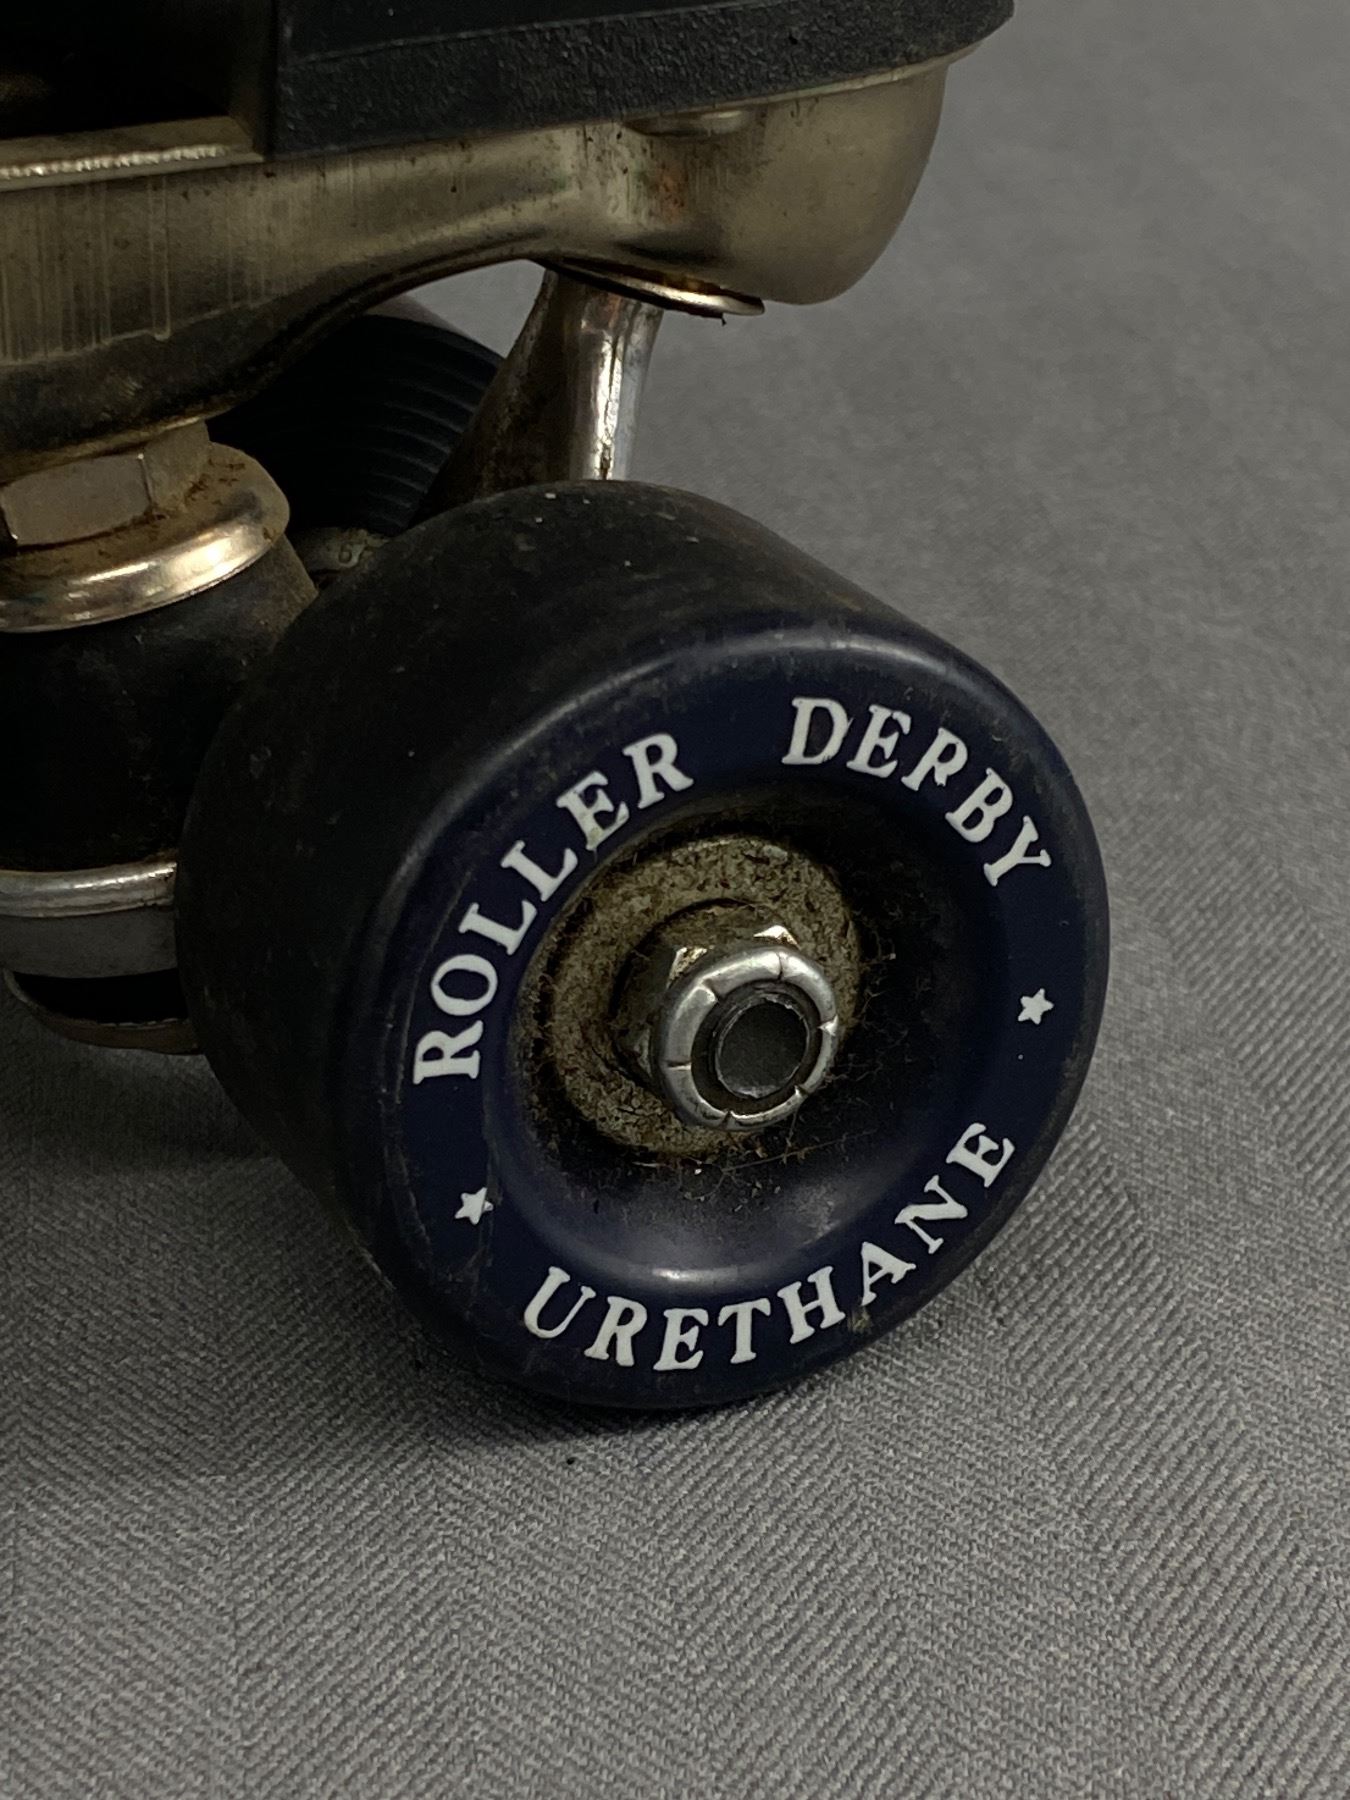 ROLLER DERBY
★ URETHANE ★